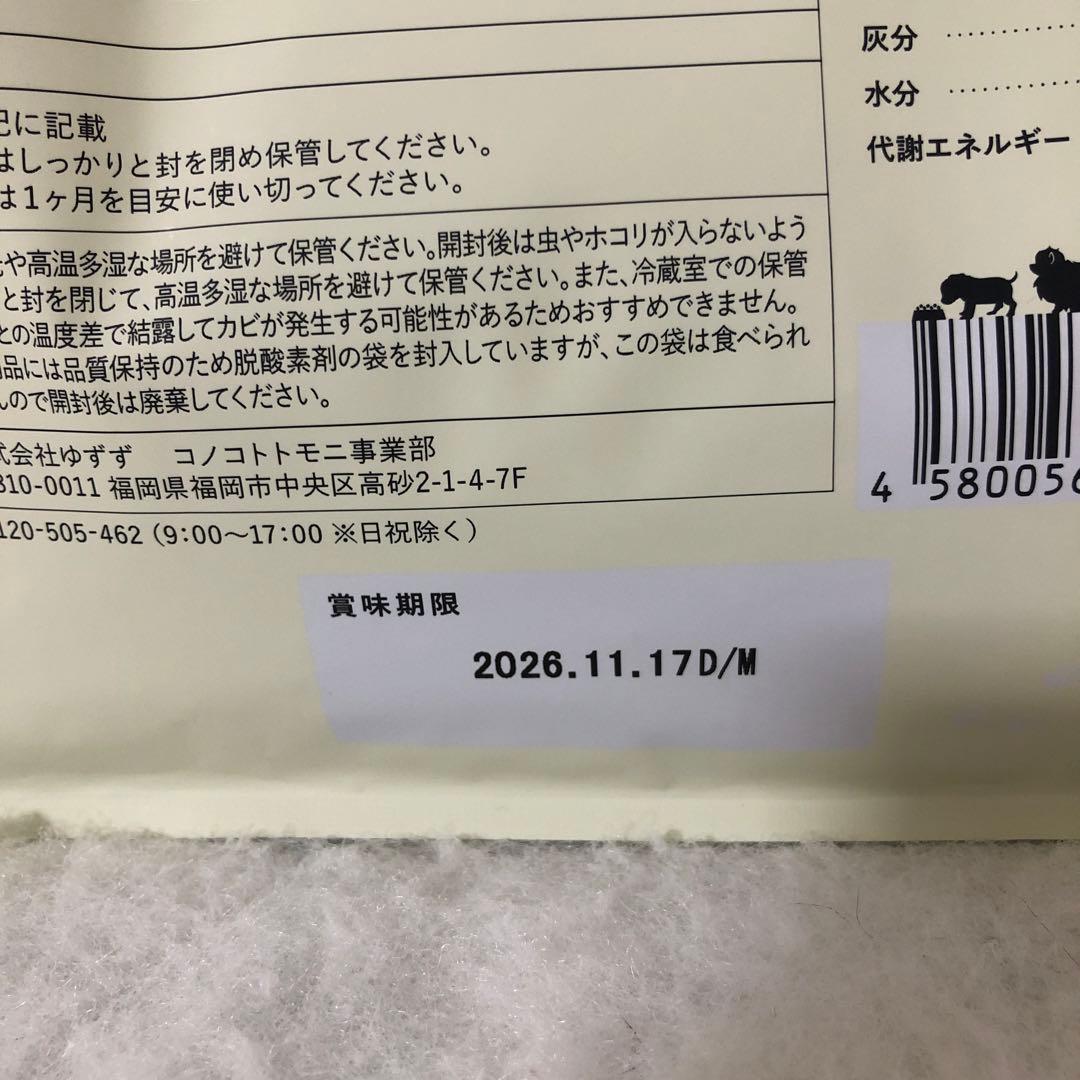 記に記載
はしっかりと封を閉め保管してください。
は1ヶ月を目安に使い切ってください。
や高温多湿な場所を避けて保管ください。開封後は虫やホコリが入らないよう
と封を閉じて、高温多湿な場所を避けて保管ください。また、冷蔵室での保管
との温度差で結露してカビが発生する可能性があるためおすすめできません。
品には品質保持のため脱酸素剤の袋を封入していますが、この袋は食べられ
んので開封後は廃棄してください。
式会社ゆずず コノコトトモニ事業部
810-0011 福岡県福岡市中央区高砂2-1-4-7F
120-505-462（9:00〜17:00 ※日祝除く）
賞味期限
2026.11.17D/M
灰分 ········
水分 ········
代謝エネルギー
4 580056